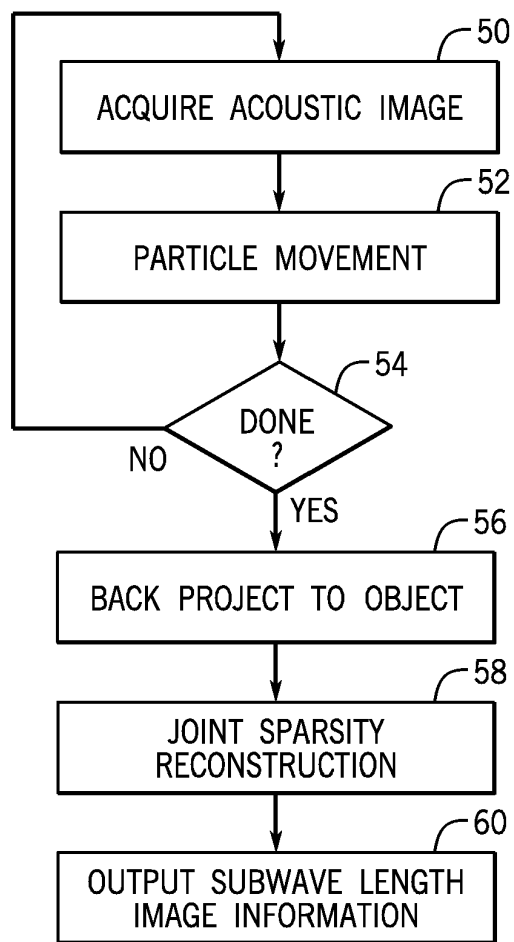 50
ACQUIRE ACOUSTIC IMAGE
52
PARTICLE MOVEMENT
54
DONE
?
NO
YES
56
BACK PROJECT TO OBJECT
58
JOINT SPARSITY
RECONSTRUCTION
60
OUTPUT SUBWAVE LENGTH
IMAGE INFORMATION